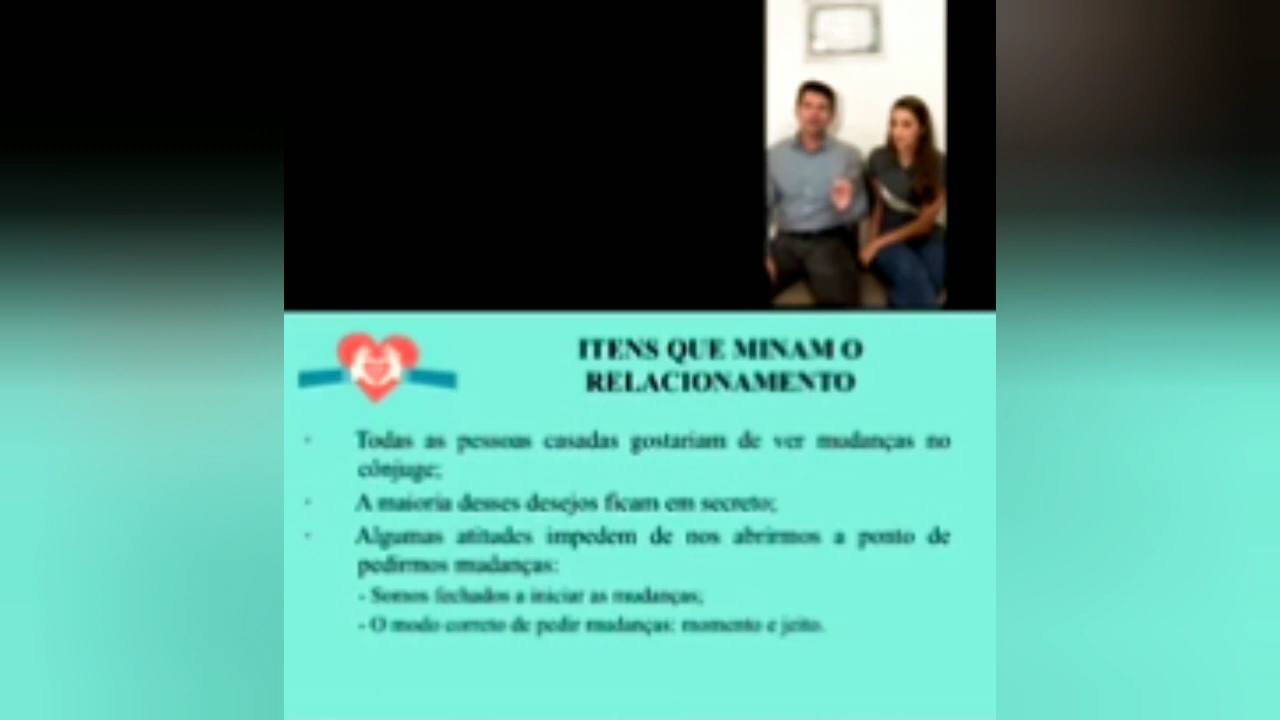 ITENS QUE MINAM O
RELACIONAMENTO
· Todas as pessoas casadas gostariam de ver mudanças no
cônjuge;
· A maioria desses desejos ficam em secreto;
· Algumas atitudes impedem de nos abrirmos a ponto de
pedirmos mudanças:
- Somos fechados a iniciar as mudanças;
- O modo correto de pedir mudanças: momento e jeito.